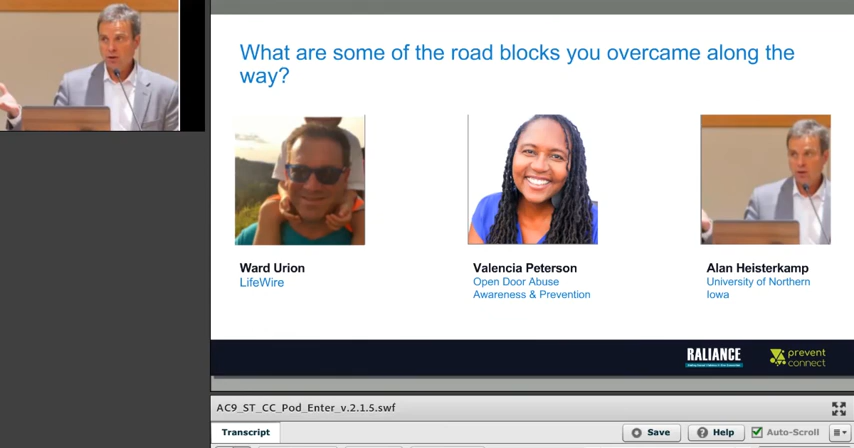 What are some of the road blocks you overcame along the
way?
Ward Urion
LifeWire
Valencia Peterson
Open Door Abuse
Awareness & Prevention
Alan Heisterkamp
University of Northern
Iowa
RALIANCE
prevent
connect
AC9_ST_CC_Pod_Enter_v.2.1.5.swf
Transcript
Save
Help
Auto-Scroll